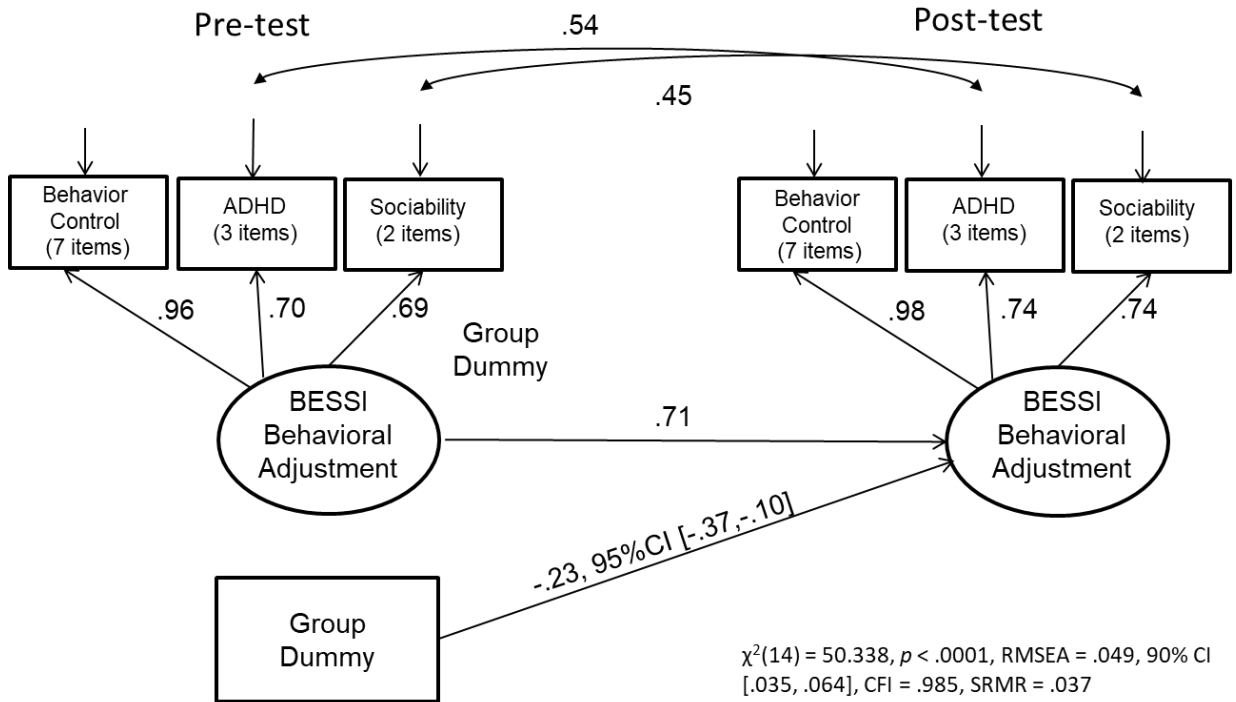 Pre-test
.54
Post-test
.45
Behavior
Control
(7 items)
ADHD
(3 items)
Sociability
(2 items)
Behavior
Control
(7 items)
ADHD
(3 items)
Sociability
(2 items)
.96
.70
.69
.98
.74
.74
Group
Dummy
BESSI
Behavioral
Adjustment
.71
BESSI
Behavioral
Adjustment
-.23, 95%CI [-.37,-.10]
Group
Dummy
χ²(14) = 50.338, p < .0001, RMSEA = .049, 90% CI
[.035, .064], CFI = .985, SRMR = .037